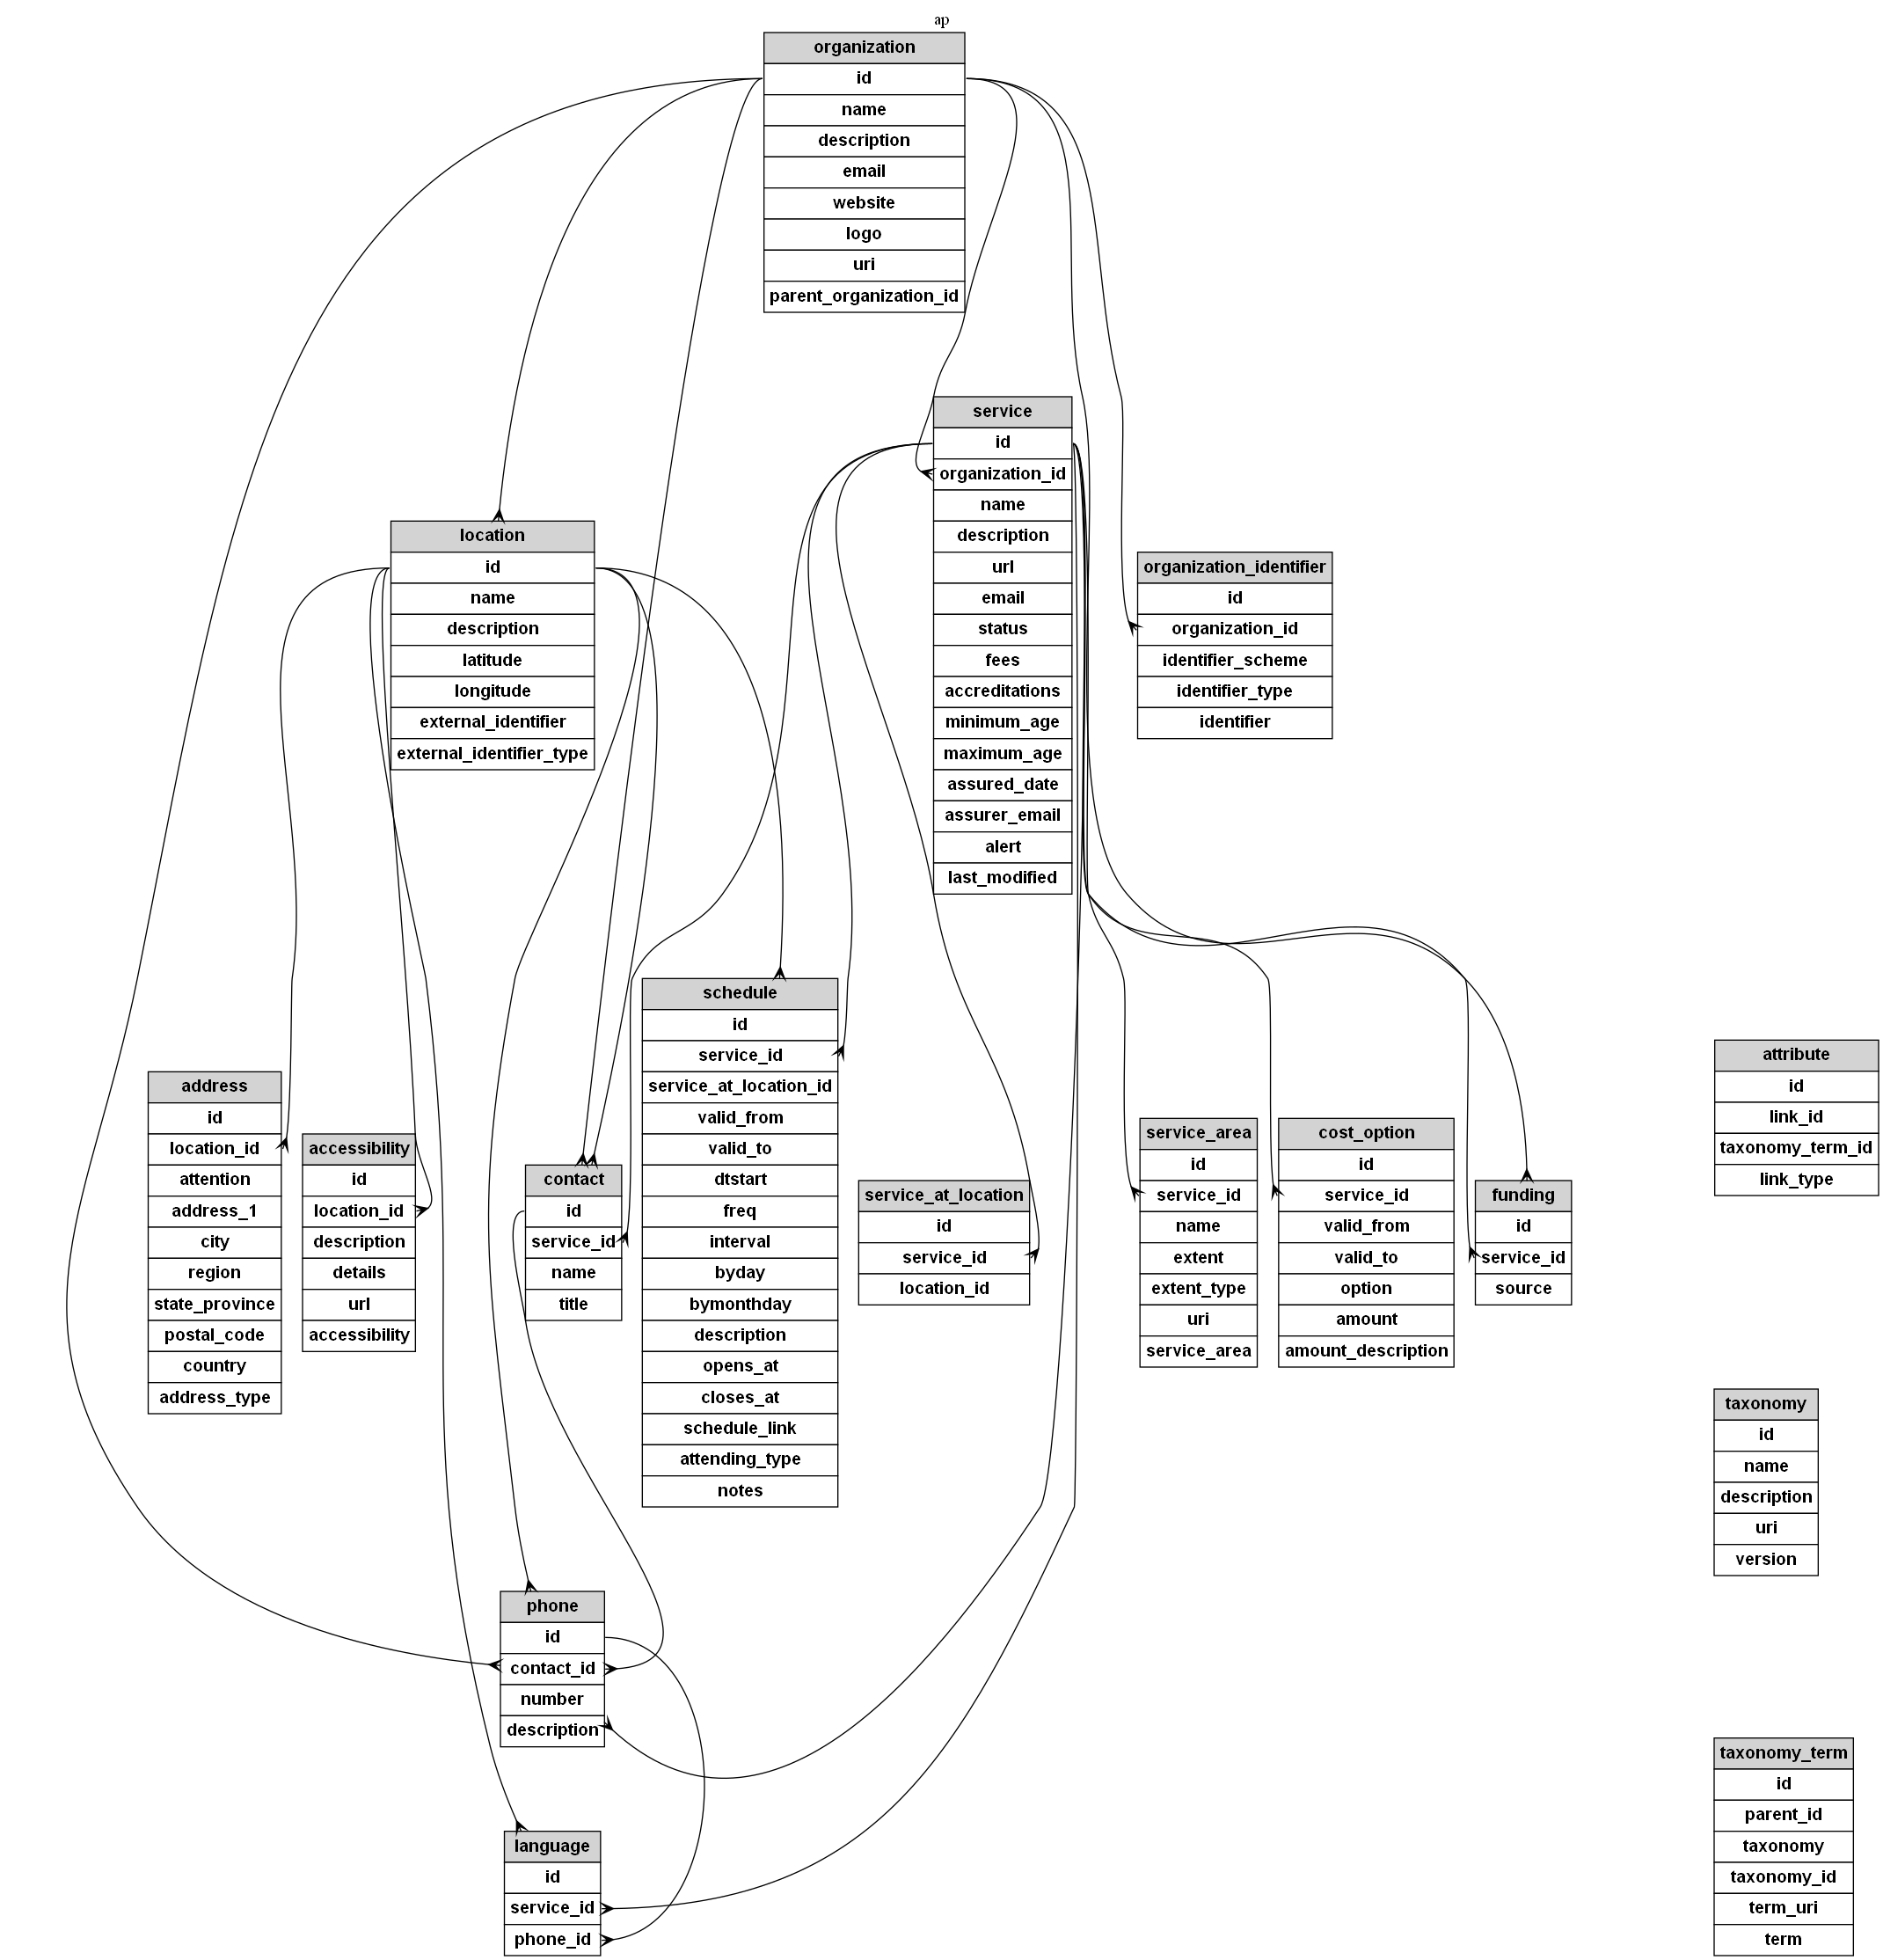 ap
organization
id
name
description
email
website
logo
uri
parent_organization_id
service
id
organization_id
name
description
url
email
status
fees
accreditations
minimum_age
maximum_age
assured_date
assurer_email
alert
last_modified
location
id
name
description
latitude
longitude
external_identifier
external_identifier_type
organization_identifier
id
organization_id
identifier_scheme
identifier_type
identifier
schedule
id
service_id
service_at_location_id
valid_from
valid_to
dtstart
freq
interval
byday
bymonthday
description
opens_at
closes_at
schedule_link
attending_type
notes
attribute
id
link_id
taxonomy_term_id
link_type
address
id
location_id
attention
address_1
city
region
state_province
postal_code
country
address_type
accessibility
id
location_id
description
details
url
accessibility
contact
id
service_id
name
title
service_at_location
id
service_id
location_id
service_area
id
service_id
name
extent
extent_type
uri
service_area
cost_option
id
service_id
valid_from
valid_to
option
amount
amount_description
funding
id
service_id
source
taxonomy
id
name
description
uri
version
phone
id
contact_id
number
description
taxonomy_term
id
parent_id
taxonomy
taxonomy_id
term_uri
term
language
id
service_id
phone_id